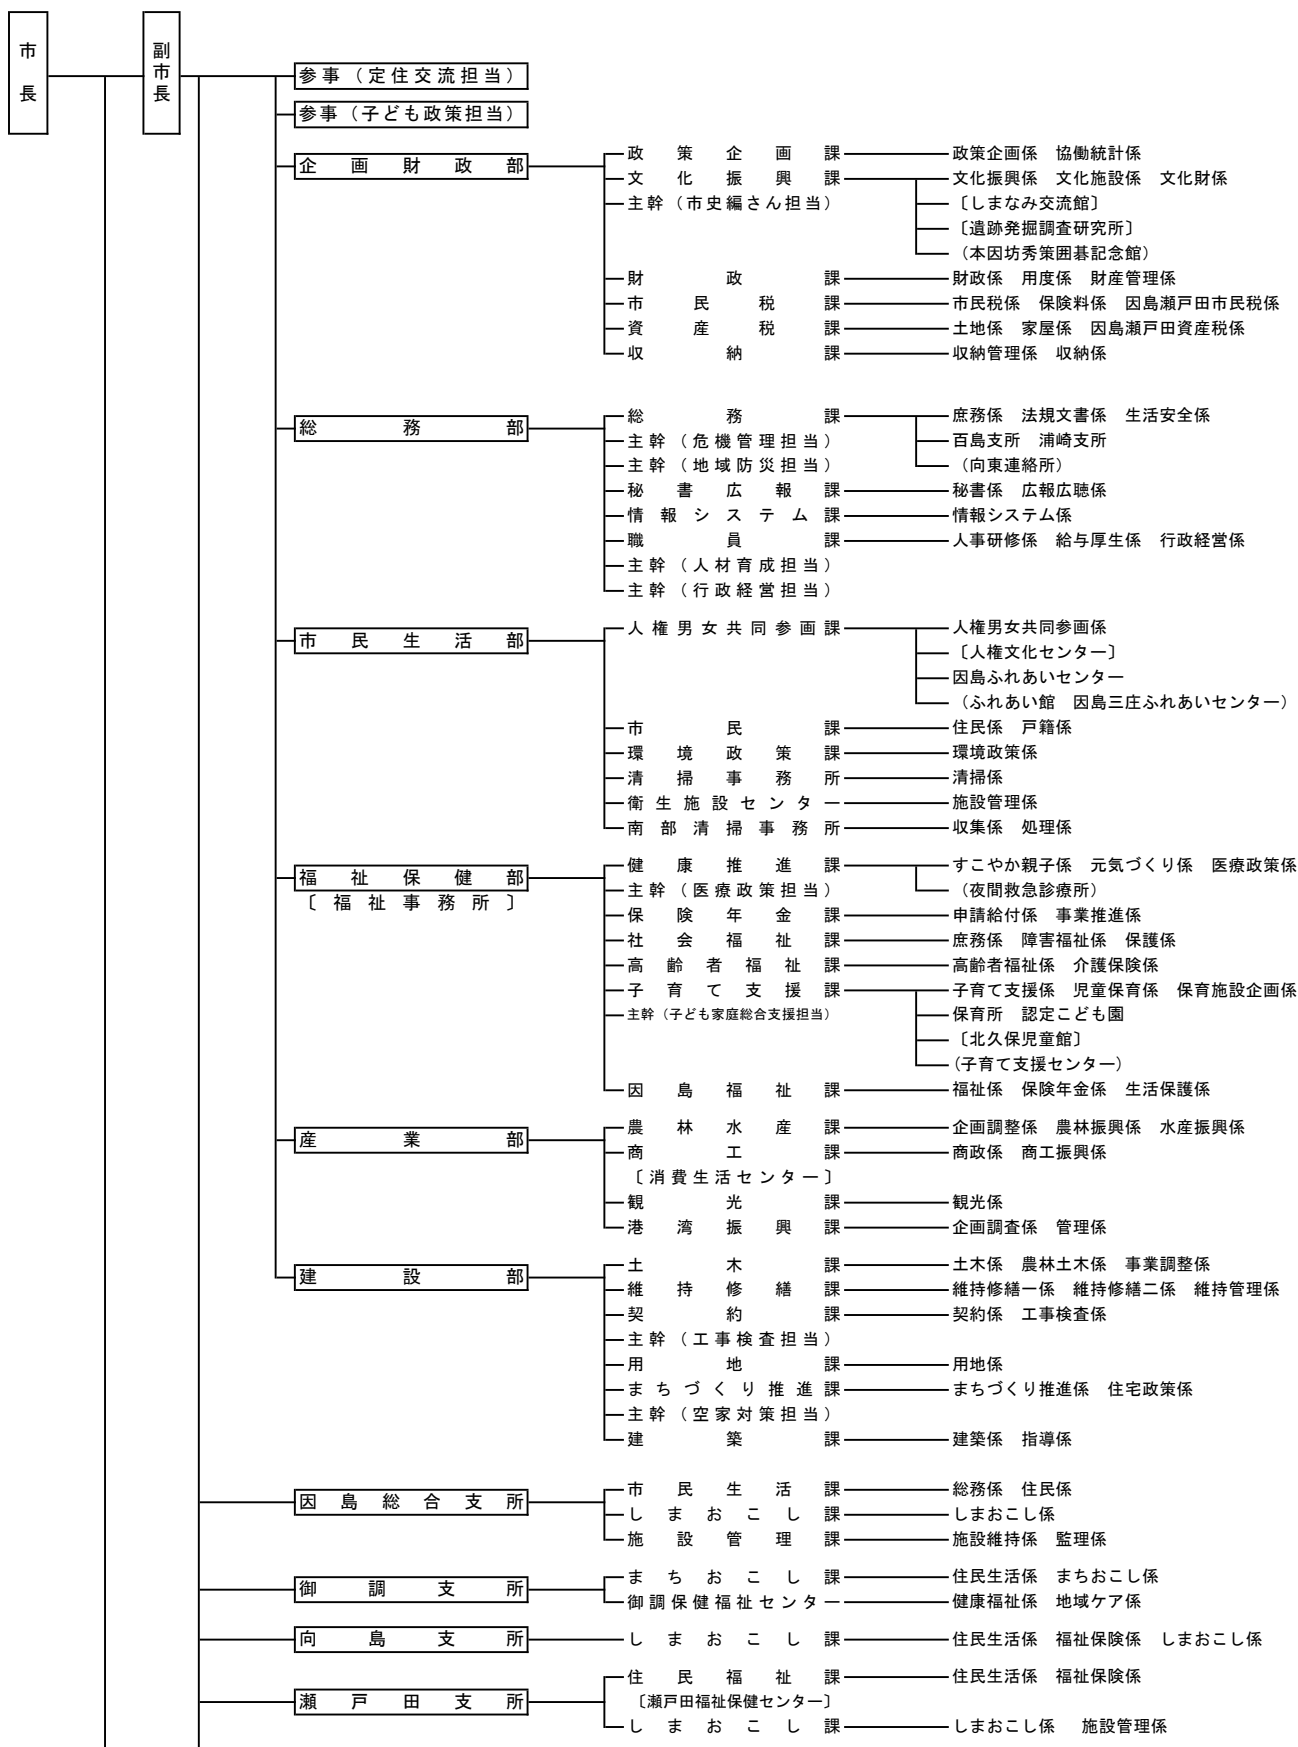 市長
副市長
参事（定住交流担当）
参事（子ども政策担当）
企画財政部
政策企画課 政策企画係 協働統計係
文化振興課 文化振興係 文化施設係 文化財係
主幹（市史編さん担当） 〔しまなみ交流館〕
〔遺跡発掘調査研究所〕
（本因坊秀策囲碁記念館）
財政課 財政係 用度係 財産管理係
市民税課 市民税係 保険料係 因島瀬戸田市民税係
資産税課 土地係 家屋係 因島瀬戸田資産税係
収納課 収納管理係 収納係
総務部
総務課 庶務係 法規文書係 生活安全係
主幹（危機管理担当） 百島支所 浦崎支所
主幹（地域防災担当） （向東連絡所）
秘書広報課 秘書係 広報広聴係
情報システム課 情報システム係
職員課 人事研修係 給与厚生係 行政経営係
主幹（人材育成担当）
主幹（行政経営担当）
市民生活部
人権男女共同参画課 人権男女共同参画係
〔人権文化センター〕
因島ふれあいセンター
（ふれあい館 因島三庄ふれあいセンター）
市民課 住民係 戸籍係
環境政策課 環境政策係
清掃事務所 清掃係
衛生施設センター 施設管理係
南部清掃事務所 収集係 処理係
福祉保健部
〔福祉事務所〕
健康推進課 すこやか親子係 元気づくり係 医療政策係
主幹（医療政策担当） （夜間救急診療所）
保険年金課 申請給付係 事業推進係
社会福祉課 庶務係 障害福祉係 保護係
高齢者福祉課 高齢者福祉係 介護保険係
子育て支援課 子育て支援係 児童保育係 保育施設企画係
主幹（子ども家庭総合支援担当） 保育所 認定こども園
〔北久保児童館〕
（子育て支援センター）
因島福祉課 福祉係 保険年金係 生活保護係
産業部
農林水産課 企画調整係 農林振興係 水産振興係
商工課 商政係 商工振興係
〔消費生活センター〕
観光課 観光係
港湾振興課 企画調査係 管理係
建設部
土木課 土木係 農林土木係 事業調整係
維持修繕課 維持修繕一係 維持修繕二係 維持管理係
契約課 契約係 工事検査係
主幹（工事検査担当）
用地課 用地係
まちづくり推進課 まちづくり推進係 住宅政策係
主幹（空家対策担当）
建築課 建築係 指導係
因島総合支所
市民生活課 総務係 住民係
しまおこし課 しまおこし係
施設管理課 施設維持係 監理係
御調支所
まちおこし課 住民生活係 まちおこし係
御調保健福祉センター 健康福祉係 地域ケア係
向島支所 しまおこし課 住民生活係 福祉保険係 しまおこし係
瀬戸田支所
住民福祉課 住民生活係 福祉保険係
〔瀬戸田福祉保健センター〕
しまおこし課 しまおこし係 施設管理係